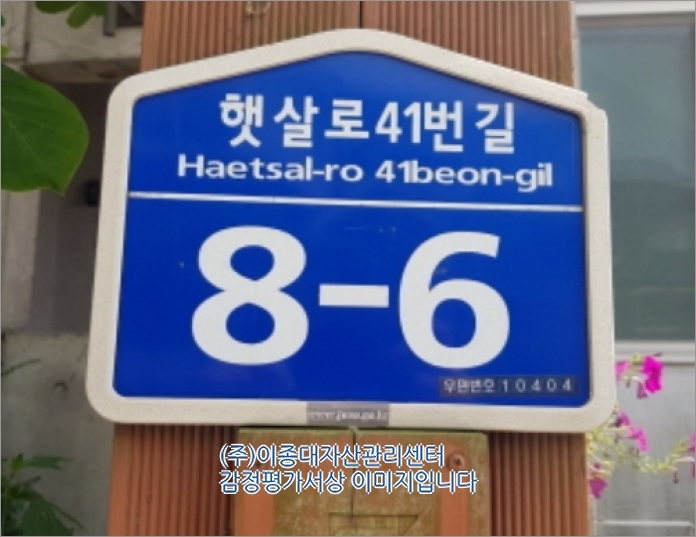 햇살로41번길
Haetsal-ro 41beon-gil
8-6
우편번호 10404
(주)이종대자산관리센터
감정평가서상 이미지입니다